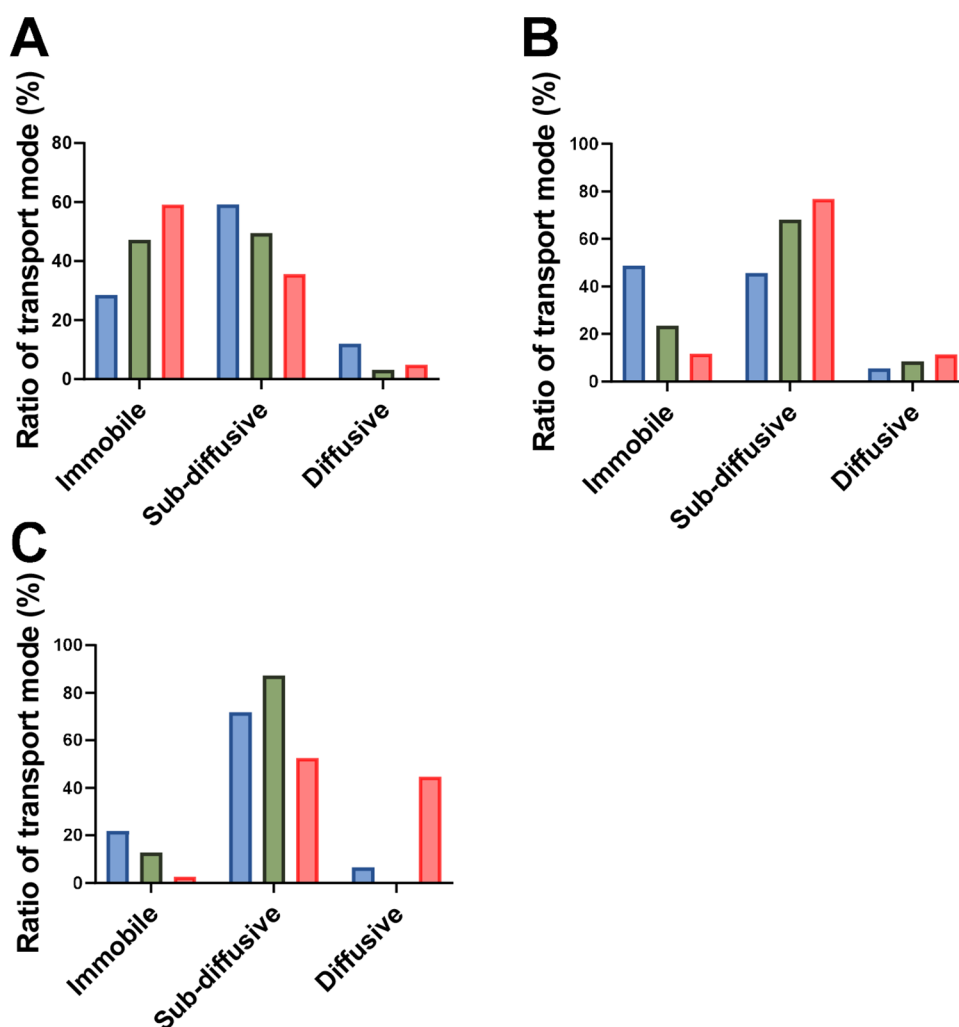 A
Ratio of transport mode (%)
80
60
40
20
0
Immobile
Sub-diffusive
Diffusive
B
Ratio of transport mode (%)
100
80
60
40
20
0
Immobile
Sub-diffusive
Diffusive
C
Ratio of transport mode (%)
100
80
60
40
20
0
Immobile
Sub-diffusive
Diffusive